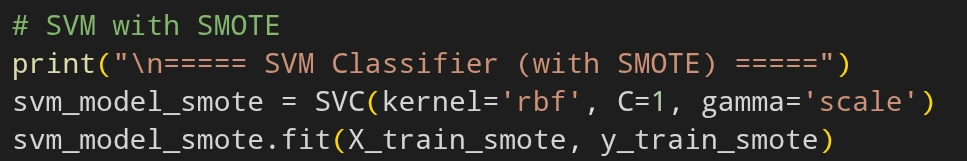 # SVM with SMOTE
print("\n===== SVM Classifier (with SMOTE) =====")
svm_model_smote = SVC(kernel='rbf', C=1, gamma='scale')
svm_model_smote.fit(X_train_smote, y_train_smote)